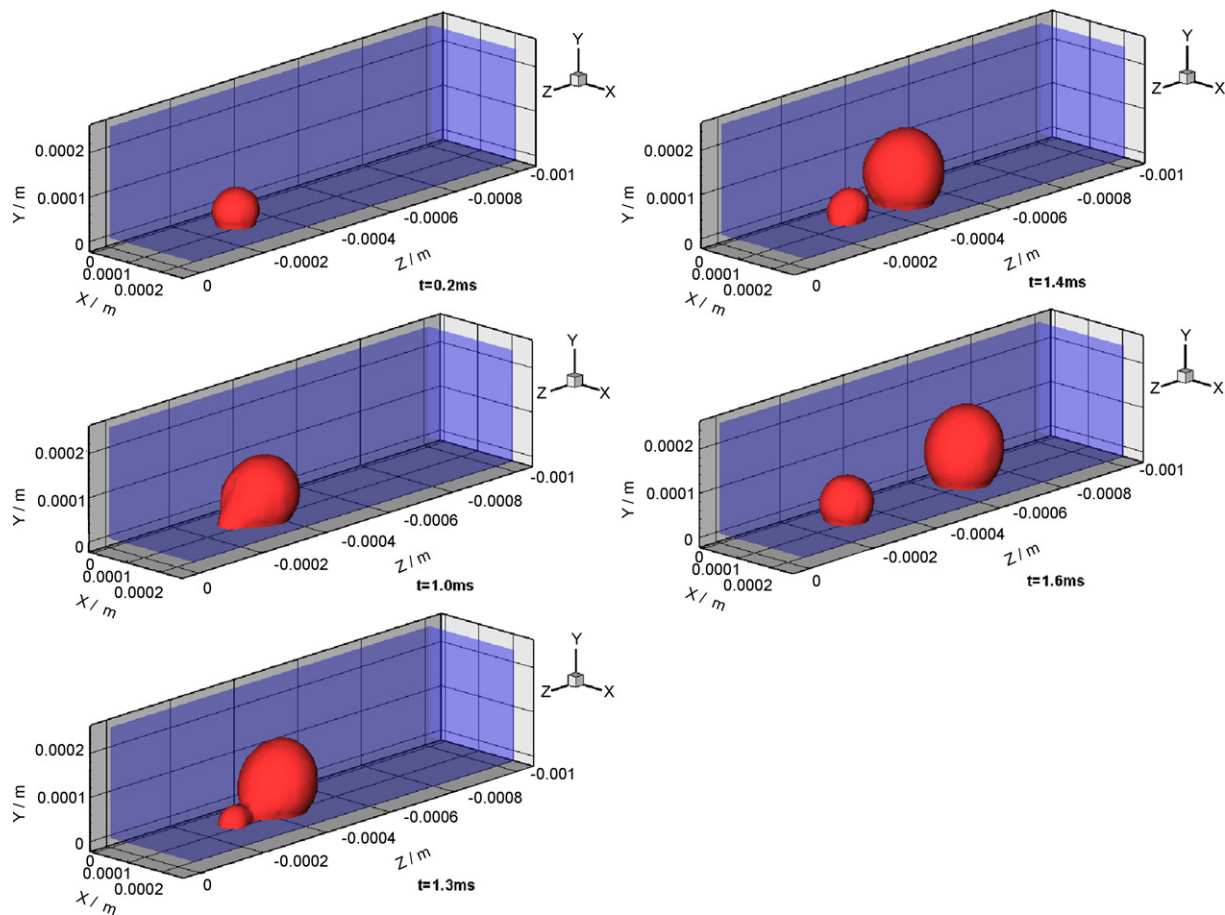 Y
Z
X
0.0002
0.0001
0
Y / m
0
0.0001
0.0002
X / m
0
-0.0002
-0.0004
-0.0006
-0.0008
-0.001
Z / m
t=0.2ms
Y
Z
X
0.0002
0.0001
0
Y / m
0
0.0001
0.0002
X / m
0
-0.0002
-0.0004
-0.0006
-0.0008
-0.001
Z / m
t=1.4ms
Y
Z
X
0.0002
0.0001
0
Y / m
0
0.0001
0.0002
X / m
0
-0.0002
-0.0004
-0.0006
-0.0008
-0.001
Z / m
t=1.0ms
Y
Z
X
0.0002
0.0001
0
Y / m
0
0.0001
0.0002
X / m
0
-0.0002
-0.0004
-0.0006
-0.0008
-0.001
Z / m
t=1.6ms
Y
Z
X
0.0002
0.0001
0
Y / m
0
0.0001
0.0002
X / m
0
-0.0002
-0.0004
-0.0006
-0.0008
-0.001
Z / m
t=1.3ms